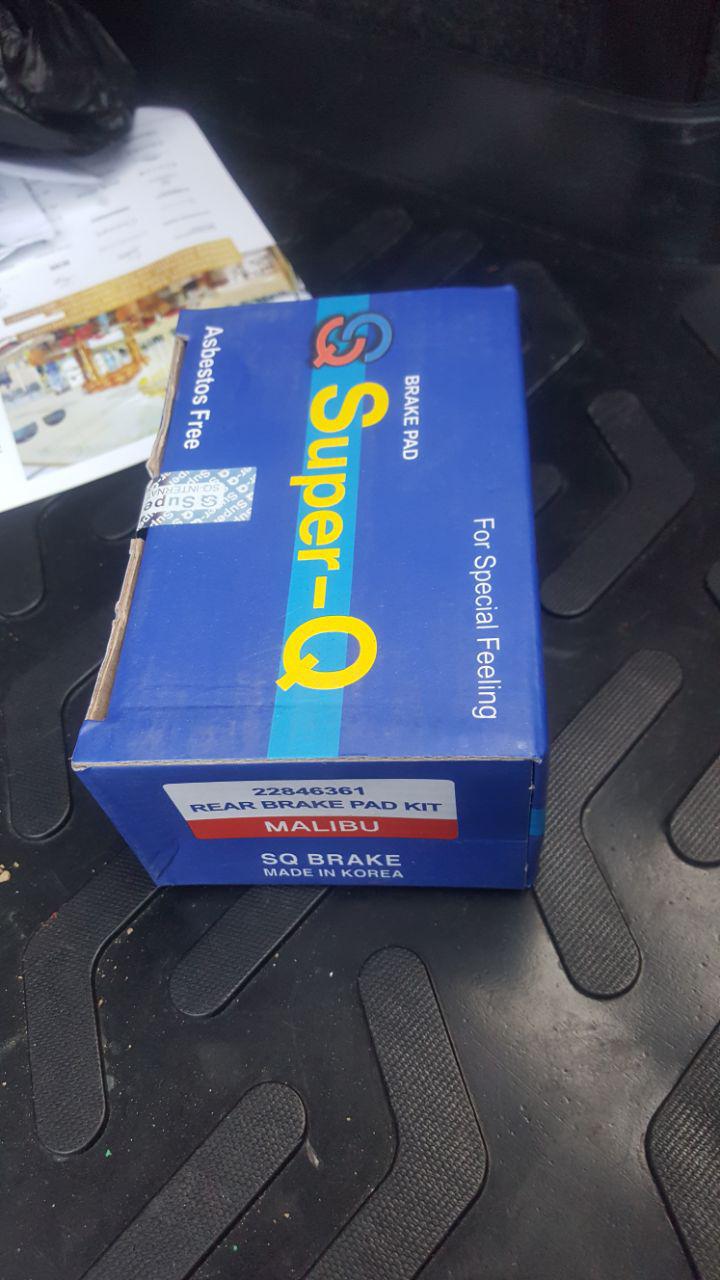 BRAKE PAD
Super-Q
For Special Feeling
Asbestos Free
22846361
REAR BRAKE PAD KIT
MALIBU
SQ BRAKE
MADE IN KOREA